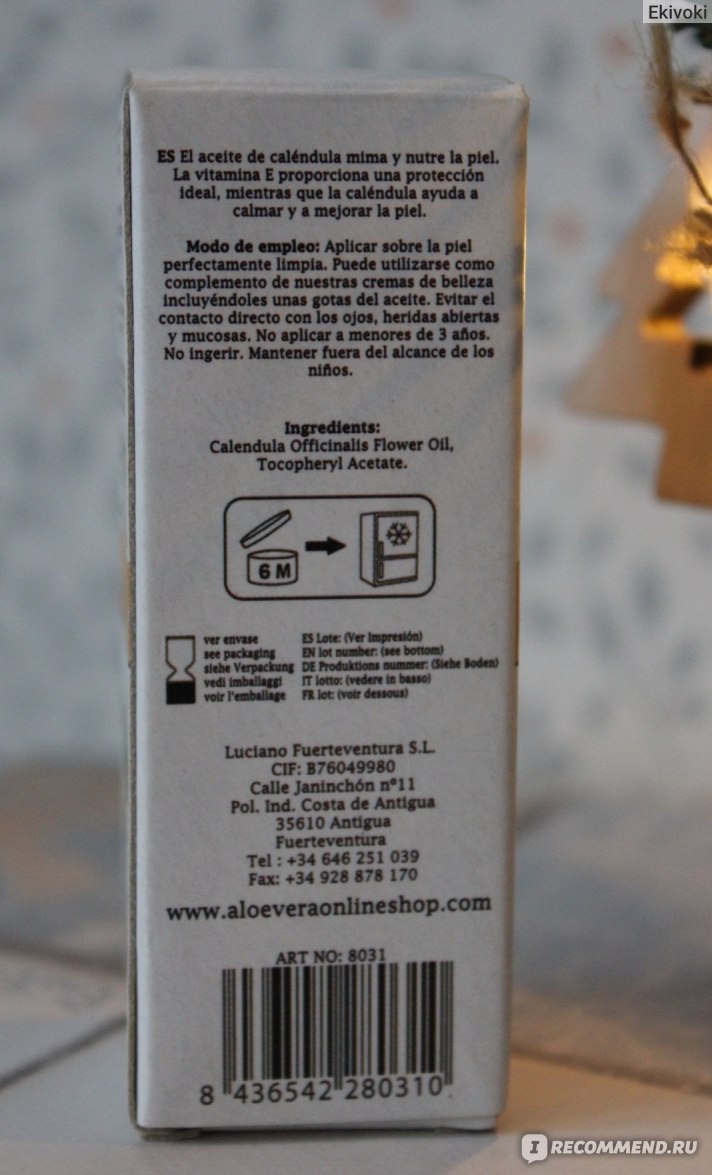 Ekivoki
ES El aceite de caléndula mima y nutre la piel.
La vitamina E proporciona una protección
ideal, mientras que la caléndula ayuda a
calmar y a mejorar la piel.
Modo de empleo: Aplicar sobre la piel
perfectamente limpia. Puede utilizarse como
complemento de nuestras cremas de belleza
incluyéndoles unas gotas del aceite. Evitar el
contacto directo con los ojos, heridas abiertas
y mucosas. No aplicar a menores de 3 años.
No ingerir. Mantener fuera del alcance de los
niños.
Ingredients:
Calendula Officinalis Flower Oil,
Tocopheryl Acetate.
6 M
ver envase
see packaging
siehe Verpackung
vedi imballaggi
voir l'emballage
ES Lote: (Ver Impresión)
EN lot number: (see bottom)
DE Produktions nummer: (Siehe Boden)
IT lotto: (vedere in basso)
FR lot: (voir dessous)
Luciano Fuerteventura S.L.
CIF: B76049980
Calle Janinchón nº11
Pol. Ind. Costa de Antigua
35610 Antigua
Fuerteventura
Tel : +34 646 251 039
Fax: +34 928 878 170
www.aloeveraonlineshop.com
ART NO: 8031
8 436542 280310
IRECOMMEND.RU